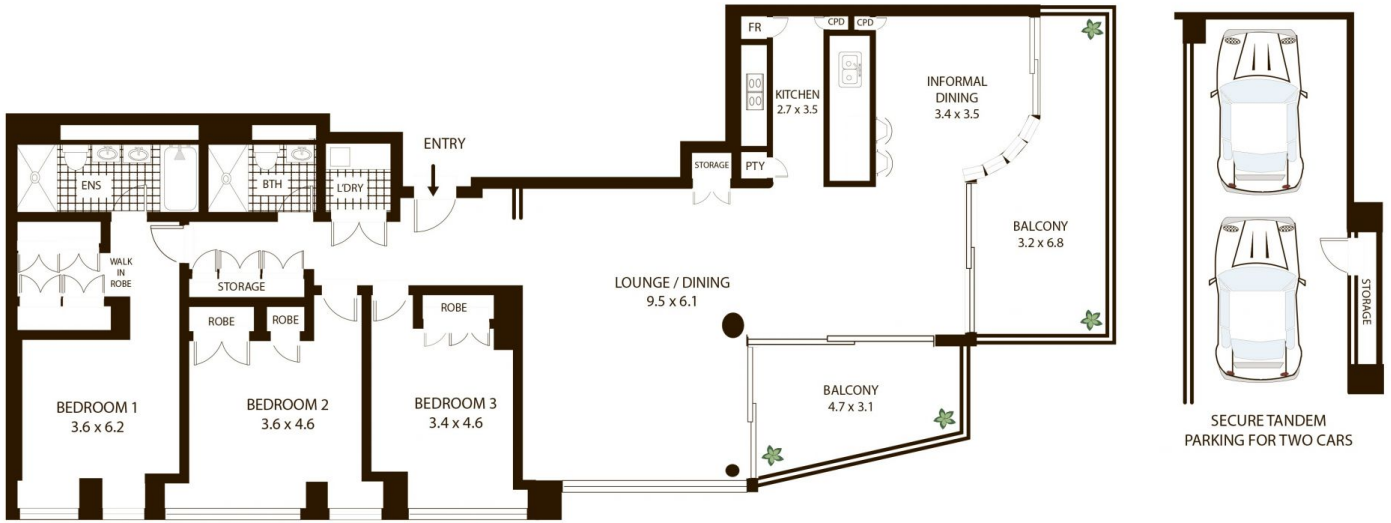 FR
CPD
CPD
KITCHEN
2.7 x 3.5
INFORMAL
DINING
3.4 x 3.5
ENTRY
ENS
BTH
L'DRY
STORAGE
PTY
BALCONY
3.2 x 6.8
WALK
IN
ROBE
STORAGE
LOUNGE / DINING
9.5 x 6.1
ROBE
ROBE
ROBE
BEDROOM 1
3.6 x 6.2
BEDROOM 2
3.6 x 4.6
BEDROOM 3
3.4 x 4.6
BALCONY
4.7 x 3.1
STORAGE
SECURE TANDEM
PARKING FOR TWO CARS